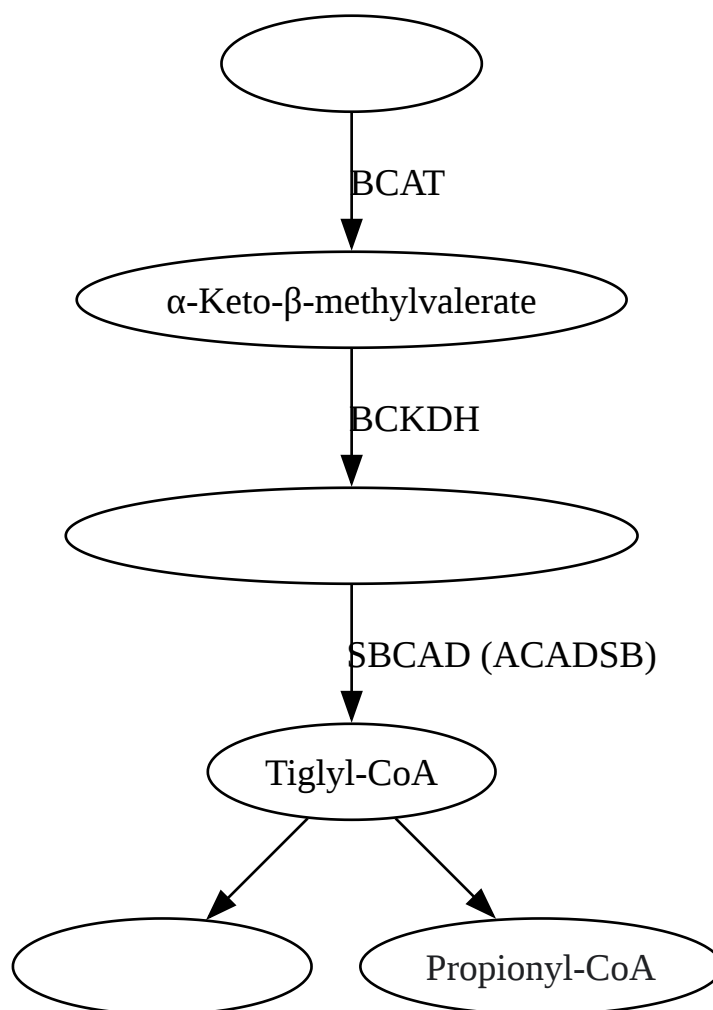 BCAT
α-Keto-β-methylvalerate
BCKDH
SBCAD (ACADSB)
Tiglyl-CoA
Propionyl-CoA